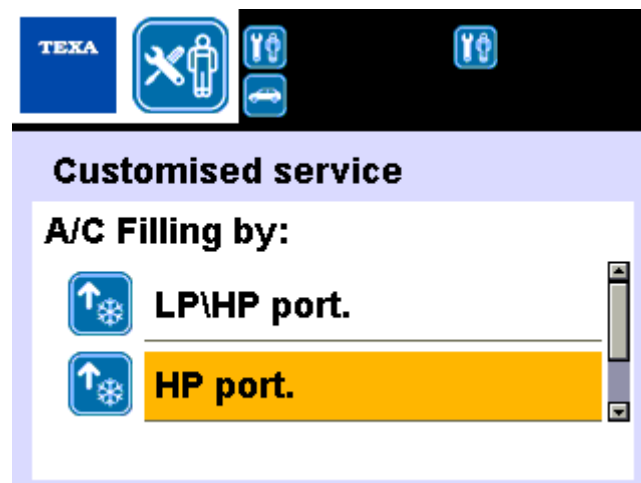 TEXA
Customised service
A/C Filling by:
LP\HP port.
HP port.